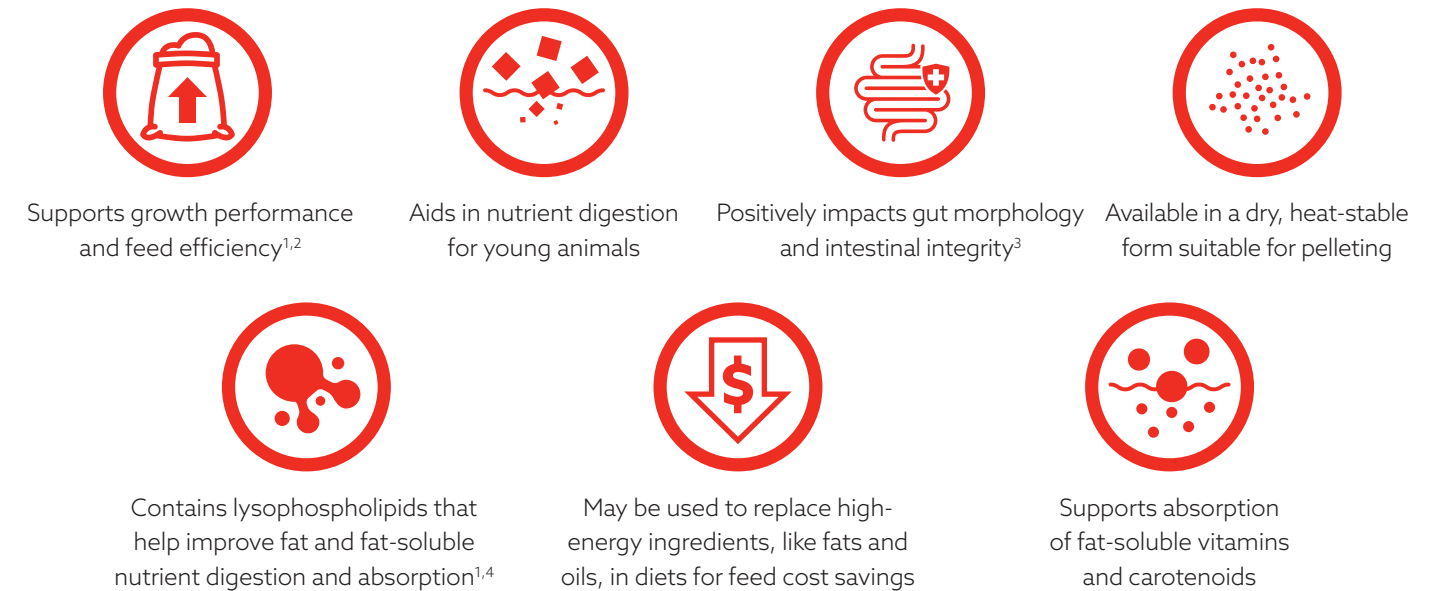 $
Supports growth performance
and feed efficiency1,2
Aids in nutrient digestion
for young animals
Positively impacts gut morphology
and intestinal integrity3
Available in a dry, heat-stable
form suitable for pelleting
Contains lysophospholipids that
help improve fat and fat-soluble
nutrient digestion and absorption1,4
May be used to replace high-
energy ingredients, like fats and
oils, in diets for feed cost savings
Supports absorption
of fat-soluble vitamins
and carotenoids